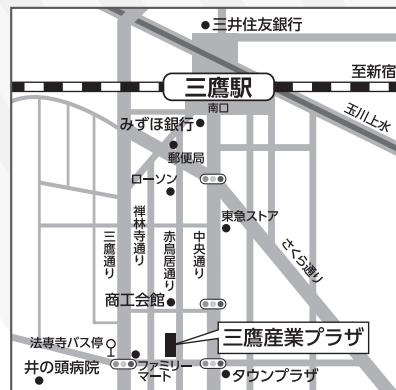 三井住友銀行
至新宿
三鷹駅
南口
玉川上水
みずほ銀行
郵便局
ローソン
東急ストア
三鷹通り
禅林寺通り
赤鳥居通り
中央通り
さくら通り
商工会館
三鷹産業プラザ
法専寺バス停
井の頭病院
ファミリー
マート
タウンプラザ